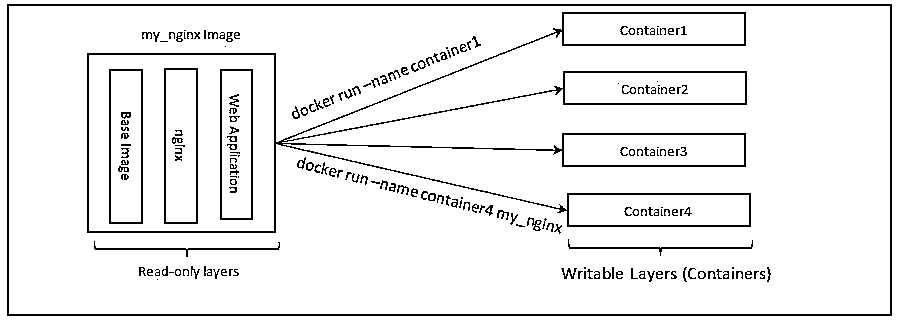 my_nginx Image
Base Image
nginx
Web Application
Read-only layers
docker run –name container1
docker run –name container4 my_nginx
Container1
Container2
Container3
Container4
Writable Layers (Containers)